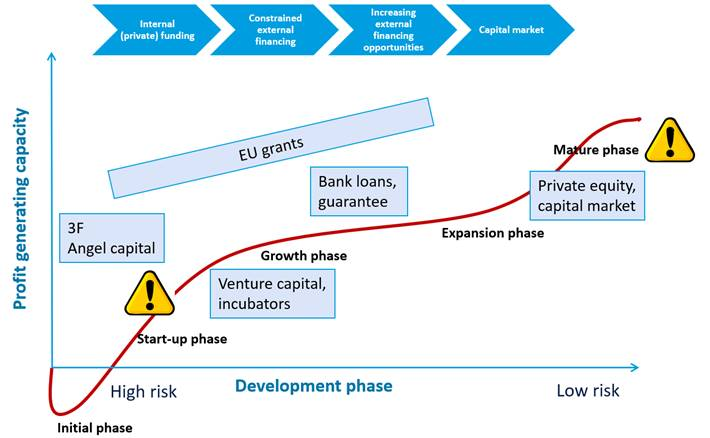 Internal
(private) funding
Constrained
external
financing
Increasing
external
financing
opportunities
Capital market
Profit generating capacity
EU grants
Mature phase
Bank loans,
guarantee
Private equity,
capital market
3F
Angel capital
Expansion phase
Growth phase
Venture capital,
incubators
Start-up phase
High risk
Development phase
Low risk
Initial phase